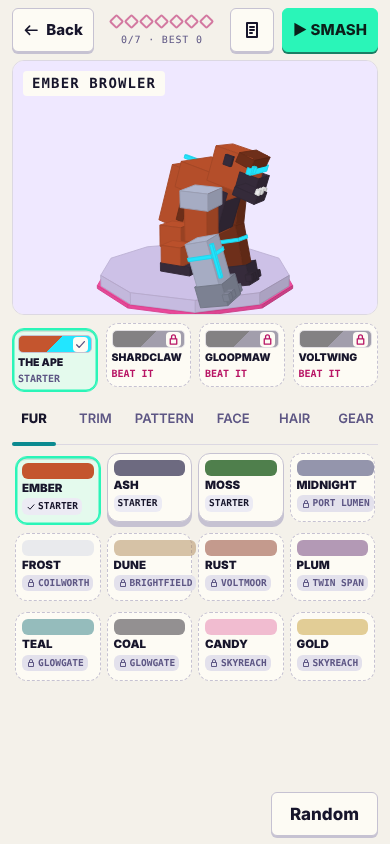 Back
0/7 · BEST 0
SMASH
EMBER BROWLER
THE APE
STARTER
SHARDCLAW
BEAT IT
GLOOPMAW
BEAT IT
VOLTWING
BEAT IT
FUR TRIM PATTERN FACE HAIR GEAR
EMBER
STARTER
ASH
STARTER
MOSS
STARTER
MIDNIGHT
PORT LUMEN
FROST
COILWORTH
DUNE
BRIGHTFIELD
RUST
VOLTMOOR
PLUM
TWIN SPAN
TEAL
GLOWGATE
COAL
GLOWGATE
CANDY
SKYREACH
GOLD
SKYREACH
Random